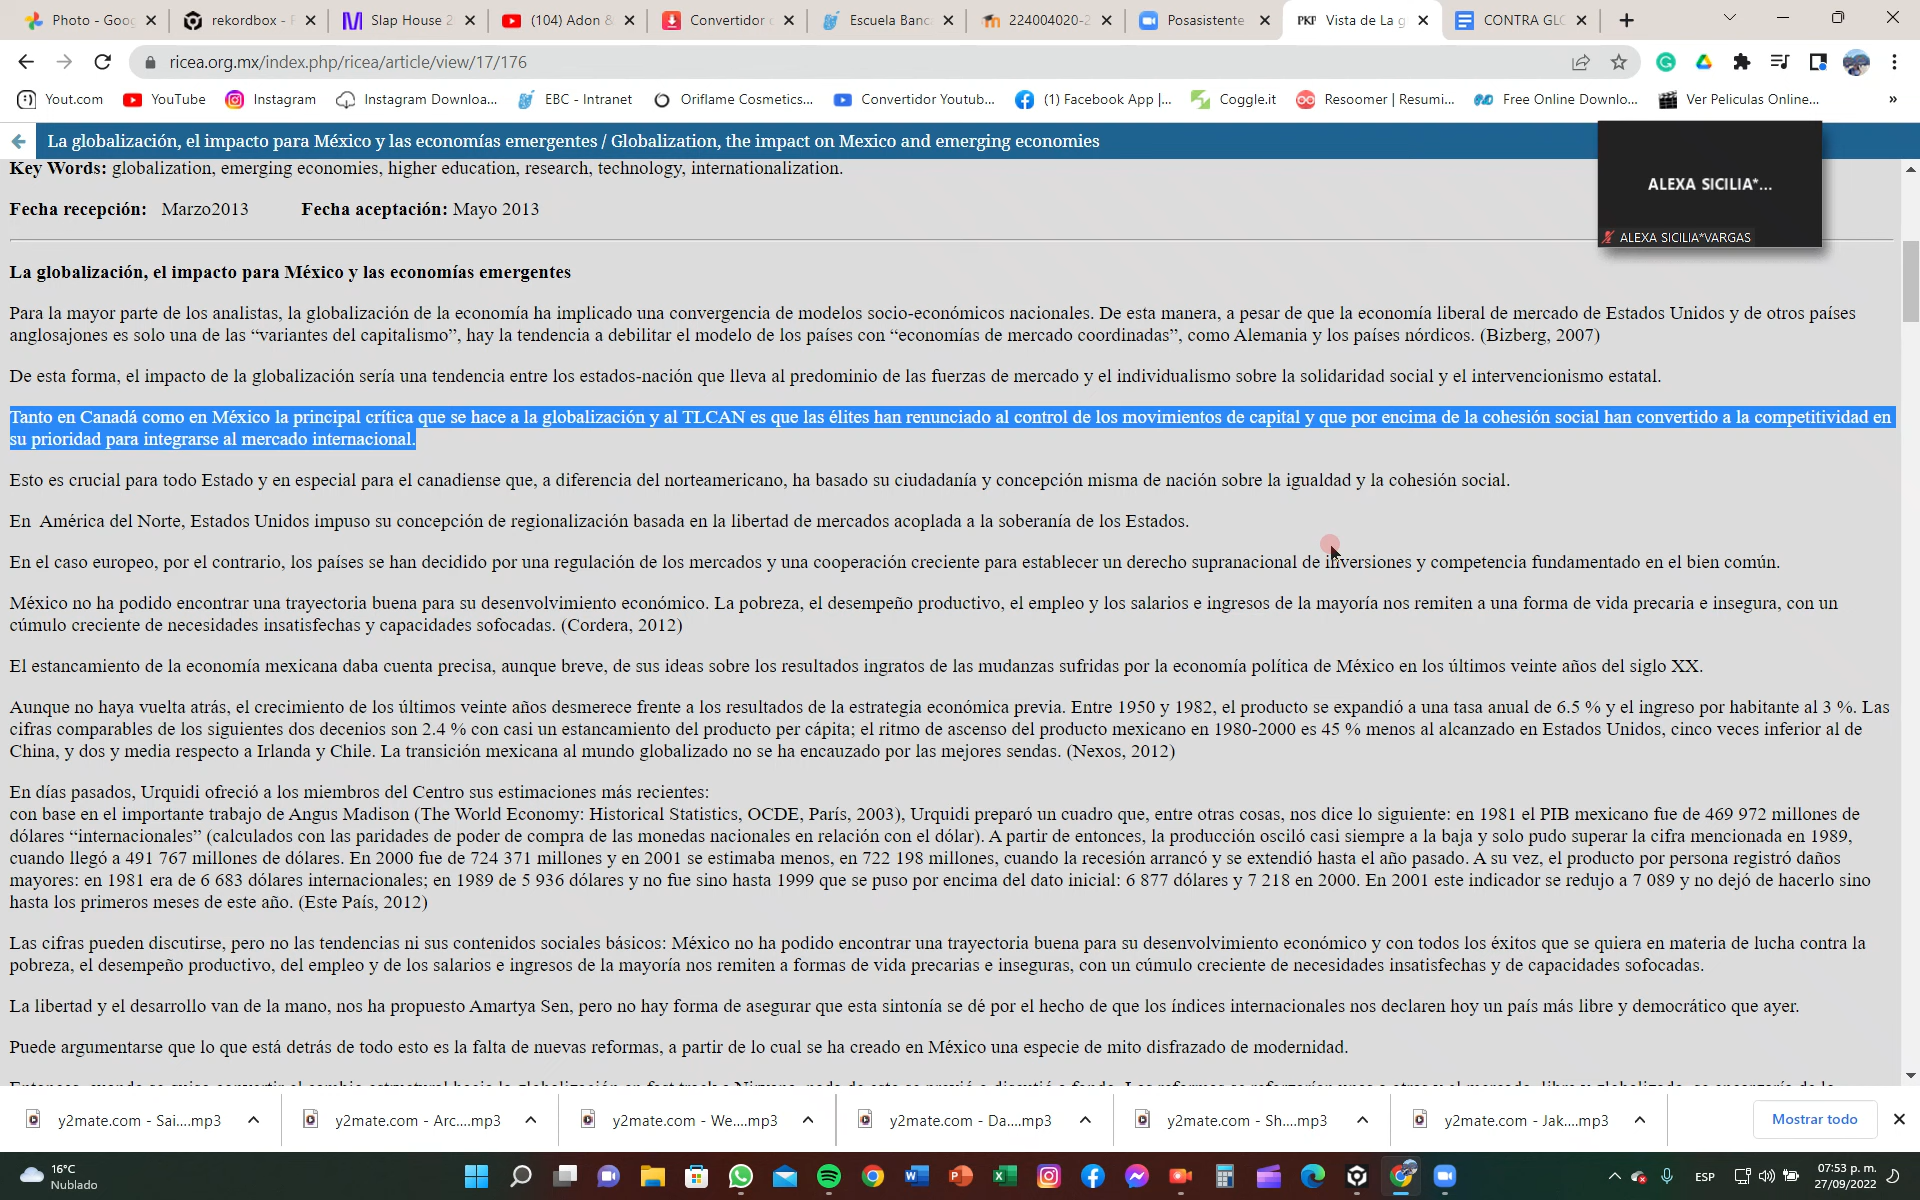 Photo - Goog
rekordbox - F
Slap House 2
(104) Adon &
Convertidor
Escuela Banc
224004020-2
Posasistente
PKP Vista de La g
CONTRA GLO
ricea.org.mx/index.php/ricea/article/view/17/176
Yout.com
YouTube
Instagram
Instagram Downloa...
EBC - Intranet
Oriflame Cosmetics...
Convertidor Youtub...
(1) Facebook App |...
Coggle.it
Resoomer | Resumi...
Free Online Downlo...
Ver Peliculas Online...
»
La globalización, el impacto para México y las economías emergentes / Globalization, the impact on Mexico and emerging economies
ALEXA SICILIA*...
ALEXA SICILIA*VARGAS
Key Words: globalization, emerging economies, higher education, research, technology, internationalization.
Fecha recepción: Marzo2013 Fecha aceptación: Mayo 2013
La globalización, el impacto para México y las economías emergentes
Para la mayor parte de los analistas, la globalización de la economía ha implicado una convergencia de modelos socio-económicos nacionales. De esta manera, a pesar de que la economía liberal de mercado de Estados Unidos y de otros países
anglosajones es solo una de las “variantes del capitalismo”, hay la tendencia a debilitar el modelo de los países con “economías de mercado coordinadas”, como Alemania y los países nórdicos. (Bizberg, 2007)
De esta forma, el impacto de la globalización sería una tendencia entre los estados-nación que lleva al predominio de las fuerzas de mercado y el individualismo sobre la solidaridad social y el intervencionismo estatal.
Tanto en Canadá como en México la principal crítica que se hace a la globalización y al TLCAN es que las élites han renunciado al control de los movimientos de capital y que por encima de la cohesión social han convertido a la competitividad en
su prioridad para integrarse al mercado internacional.
Esto es crucial para todo Estado y en especial para el canadiense que, a diferencia del norteamericano, ha basado su ciudadanía y concepción misma de nación sobre la igualdad y la cohesión social.
En América del Norte, Estados Unidos impuso su concepción de regionalización basada en la libertad de mercados acoplada a la soberanía de los Estados.
En el caso europeo, por el contrario, los países se han decidido por una regulación de los mercados y una cooperación creciente para establecer un derecho supranacional de inversiones y competencia fundamentado en el bien común.
México no ha podido encontrar una trayectoria buena para su desenvolvimiento económico. La pobreza, el desempeño productivo, el empleo y los salarios e ingresos de la mayoría nos remiten a una forma de vida precaria e insegura, con un
cúmulo creciente de necesidades insatisfechas y capacidades sofocadas. (Cordera, 2012)
El estancamiento de la economía mexicana daba cuenta precisa, aunque breve, de sus ideas sobre los resultados ingratos de las mudanzas sufridas por la economía política de México en los últimos veinte años del siglo XX.
Aunque no haya vuelta atrás, el crecimiento de los últimos veinte años desmerece frente a los resultados de la estrategia económica previa. Entre 1950 y 1982, el producto se expandió a una tasa anual de 6.5 % y el ingreso por habitante al 3 %. Las
cifras comparables de los siguientes dos decenios son 2.4 % con casi un estancamiento del producto per cápita; el ritmo de ascenso del producto mexicano en 1980-2000 es 45 % menos al alcanzado en Estados Unidos, cinco veces inferior al de
China, y dos y media respecto a Irlanda y Chile. La transición mexicana al mundo globalizado no se ha encauzado por las mejores sendas. (Nexos, 2012)
En días pasados, Urquidi ofreció a los miembros del Centro sus estimaciones más recientes:
con base en el importante trabajo de Angus Madison (The World Economy: Historical Statistics, OCDE, París, 2003), Urquidi preparó un cuadro que, entre otras cosas, nos dice lo siguiente: en 1981 el PIB mexicano fue de 469 972 millones de
dólares “internacionales” (calculados con las paridades de poder de compra de las monedas nacionales en relación con el dólar). A partir de entonces, la producción osciló casi siempre a la baja y solo pudo superar la cifra mencionada en 1989,
cuando llegó a 491 767 millones de dólares. En 2000 fue de 724 371 millones y en 2001 se estimaba menos, en 722 198 millones, cuando la recesión arrancó y se extendió hasta el año pasado. A su vez, el producto por persona registró daños
mayores: en 1981 era de 6 683 dólares internacionales; en 1989 de 5 936 dólares y no fue sino hasta 1999 que se puso por encima del dato inicial: 6 877 dólares y 7 218 en 2000. En 2001 este indicador se redujo a 7 089 y no dejó de hacerlo sino
hasta los primeros meses de este año. (Este País, 2012)
Las cifras pueden discutirse, pero no las tendencias ni sus contenidos sociales básicos: México no ha podido encontrar una trayectoria buena para su desenvolvimiento económico y con todos los éxitos que se quiera en materia de lucha contra la
pobreza, el desempeño productivo, del empleo y de los salarios e ingresos de la mayoría nos remiten a formas de vida precarias e inseguras, con un cúmulo creciente de necesidades insatisfechas y de capacidades sofocadas.
La libertad y el desarrollo van de la mano, nos ha propuesto Amartya Sen, pero no hay forma de asegurar que esta sintonía se dé por el hecho de que los índices internacionales nos declaren hoy un país más libre y democrático que ayer.
Puede argumentarse que lo que está detrás de todo esto es la falta de nuevas reformas, a partir de lo cual se ha creado en México una especie de mito disfrazado de modernidad.
y2mate.com - Sai....mp3
y2mate.com - Arc....mp3
y2mate.com - We....mp3
y2mate.com - Da....mp3
y2mate.com - Sh....mp3
y2mate.com - Jak....mp3
Mostrar todo
16°C
Nublado
ESP
07:53 p. m.
27/09/2022